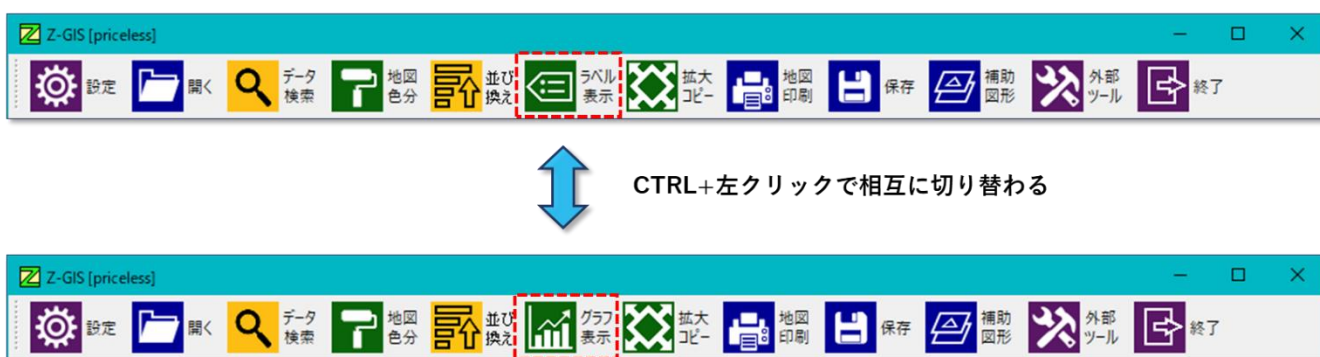 Z-GIS [priceless]
設定 開く データ検索 地図色分 並び換え ラベル表示 拡大コピー 地図印刷 保存 補助図形 外部ツール 終了
CTRL+左クリックで相互に切り替わる
Z-GIS [priceless]
設定 開く データ検索 地図色分 並び換え グラフ表示 拡大コピー 地図印刷 保存 補助図形 外部ツール 終了